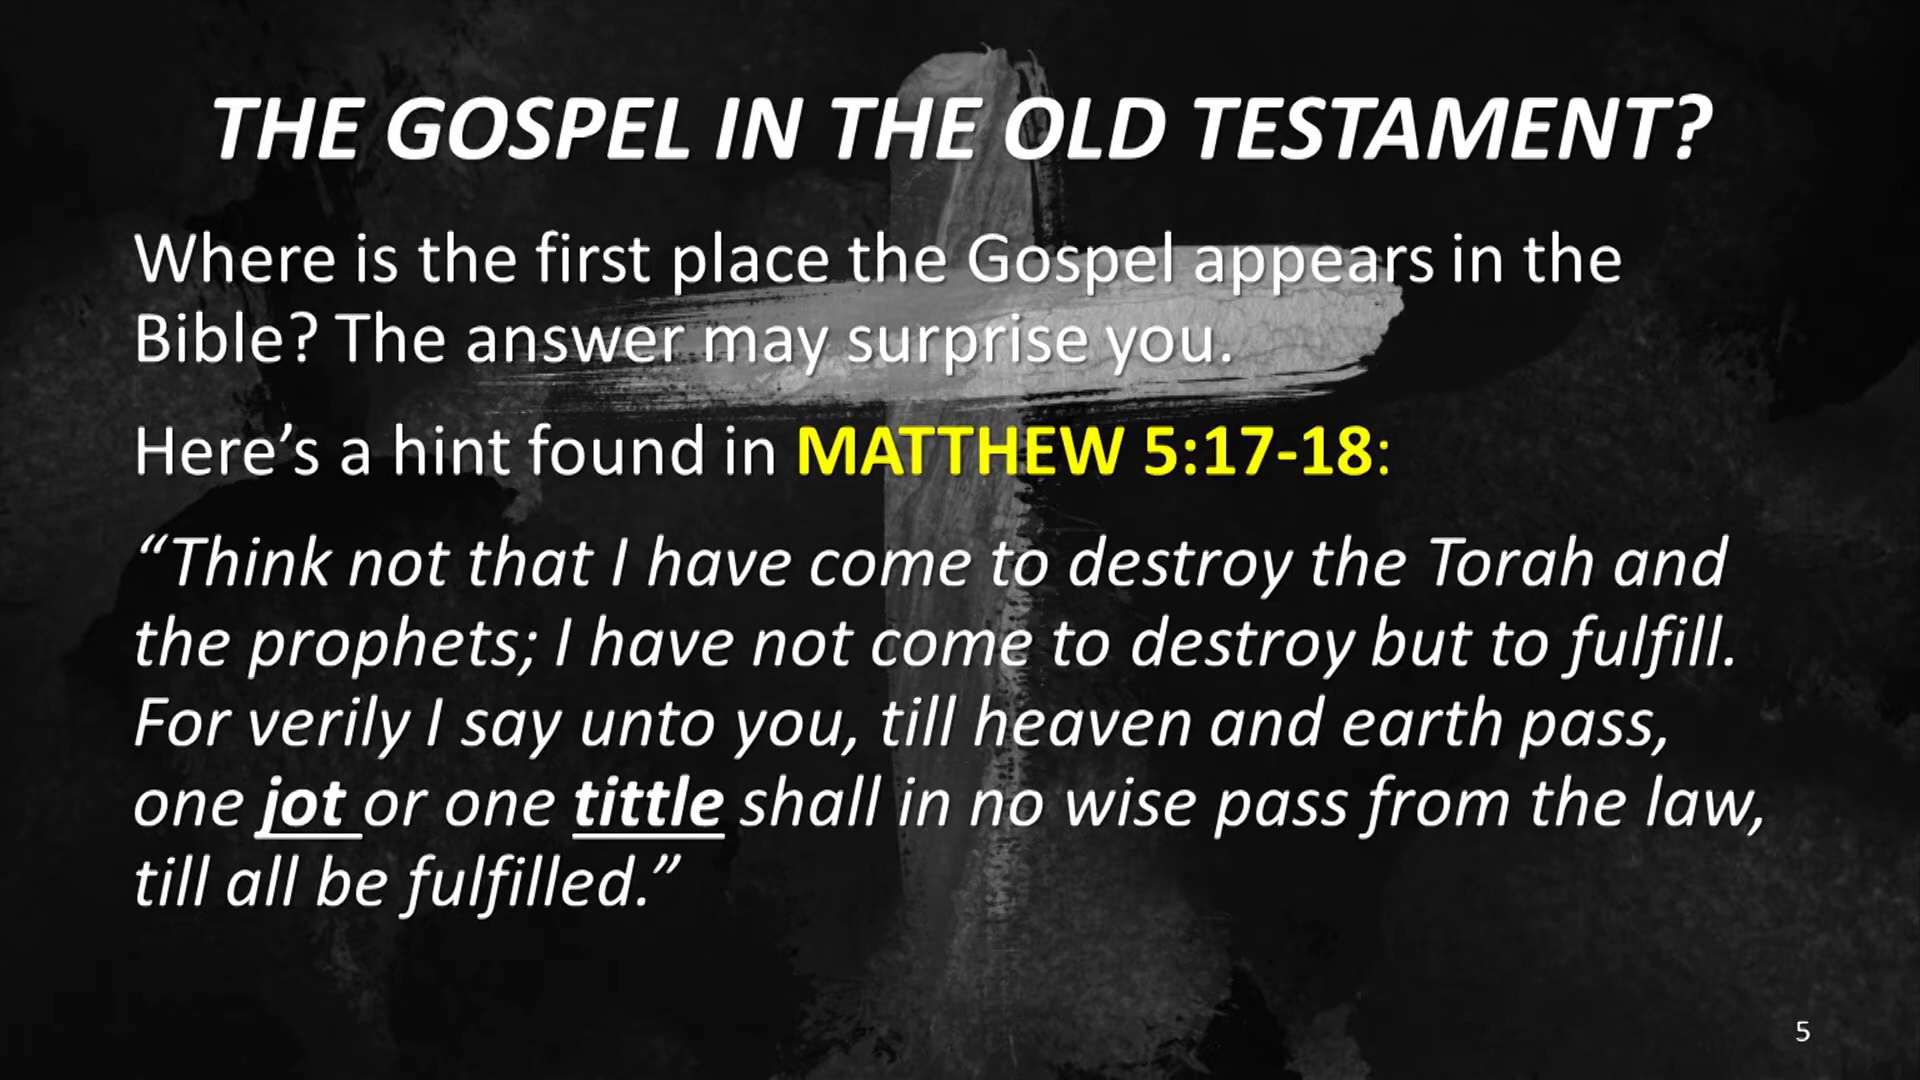 THE GOSPEL IN THE OLD TESTAMENT?
Where is the first place the Gospel appears in the
Bible? The answer may surprise you.
Here’s a hint found in MATTHEW 5:17-18:
“Think not that I have come to destroy the Torah and
the prophets; I have not come to destroy but to fulfill.
For verily I say unto you, till heaven and earth pass,
one jot or one tittle shall in no wise pass from the law,
till all be fulfilled.”
5